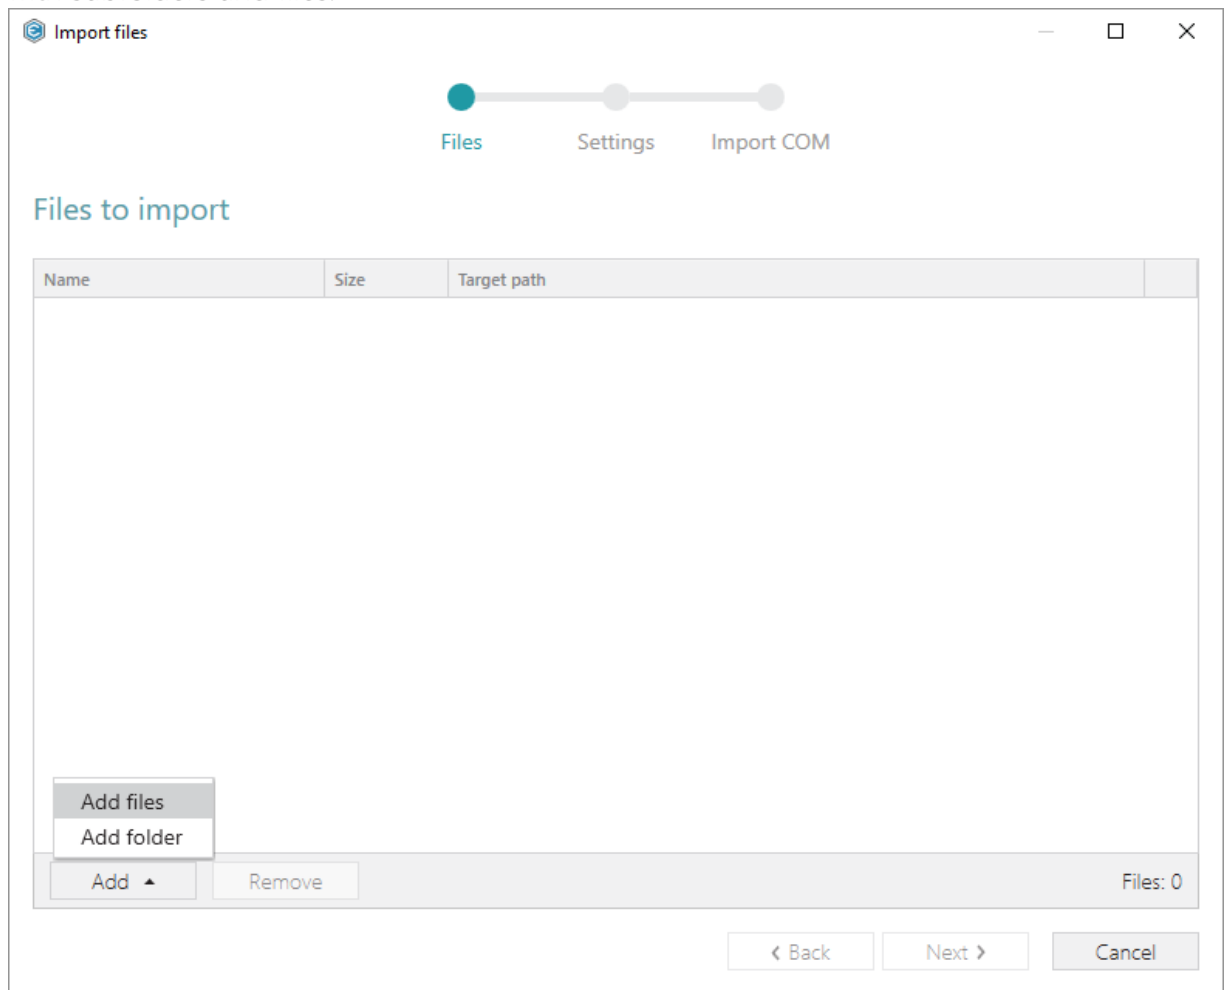 Import files
Files Settings Import COM
Files to import
Name Size Target path
Add files
Add folder
Add Remove Files: 0
Back Next Cancel